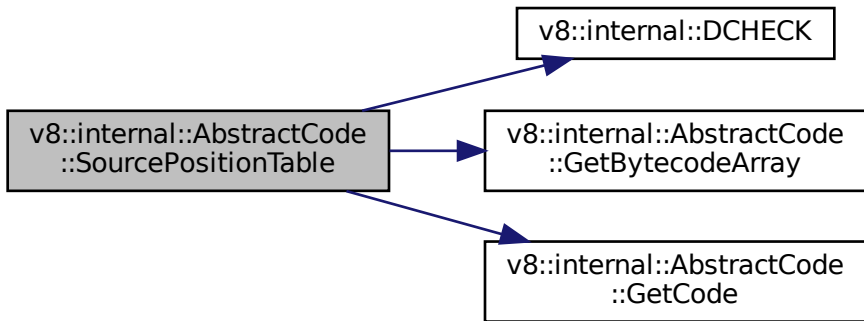 v8::internal::AbstractCode
::SourcePositionTable
v8::internal::DCHECK
v8::internal::AbstractCode
::GetBytecodeArray
v8::internal::AbstractCode
::GetCode